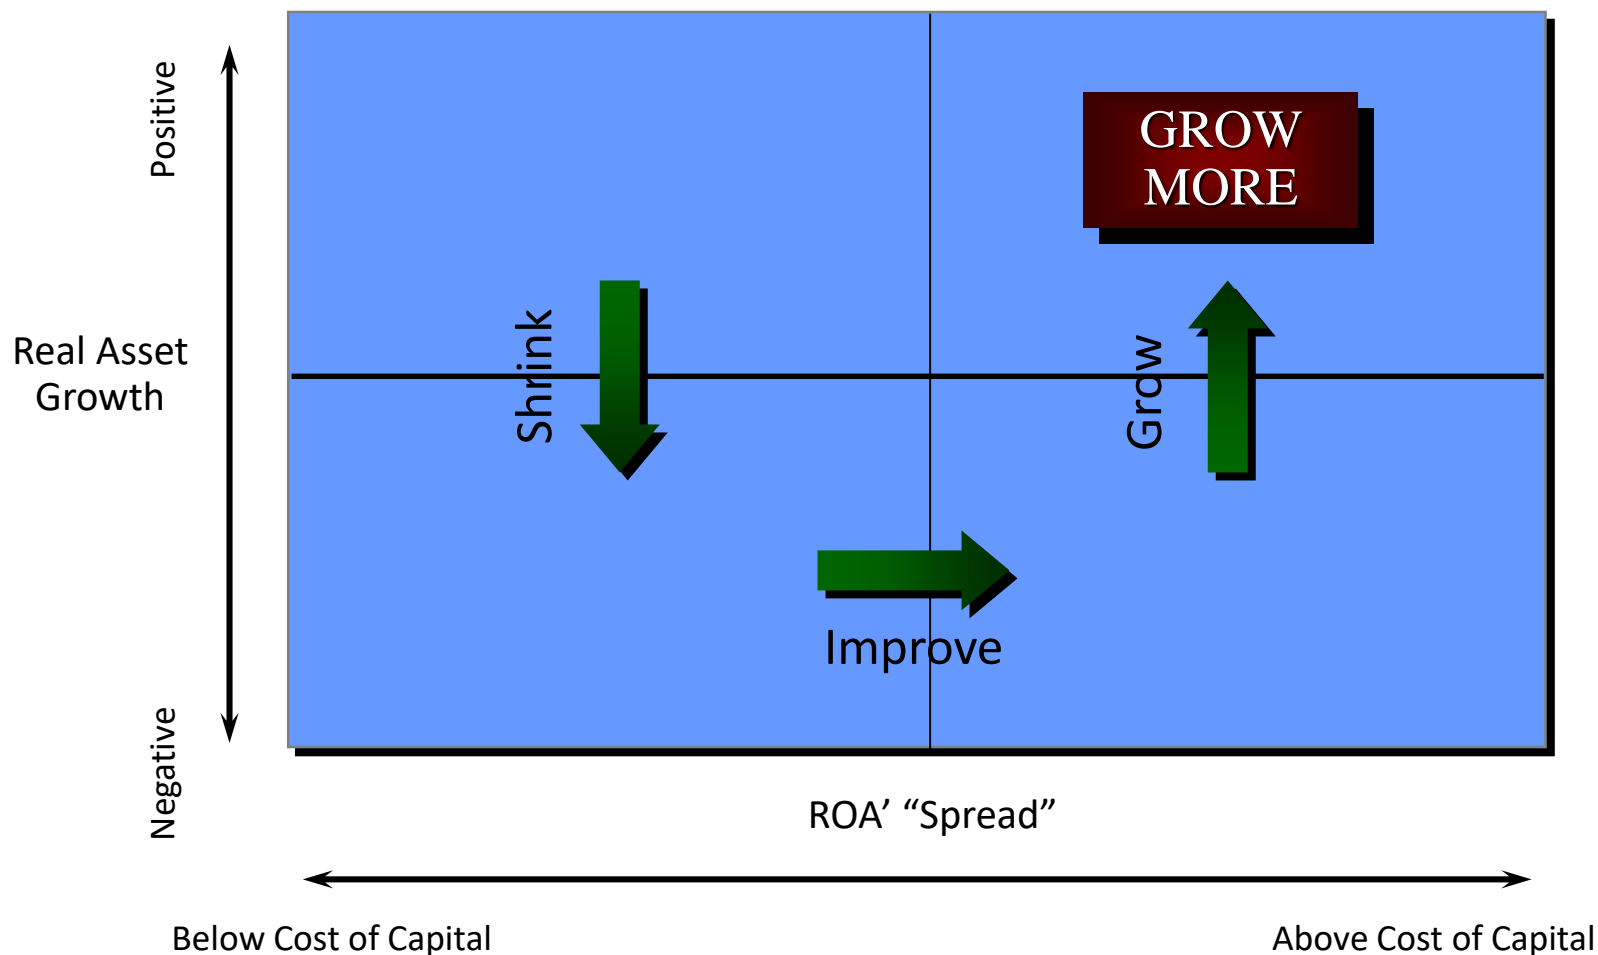 Positive
GROW
MORE
Shrink
Grow
Real Asset
Growth
Improve
Negative
ROA’ “Spread”
Below Cost of Capital
Above Cost of Capital